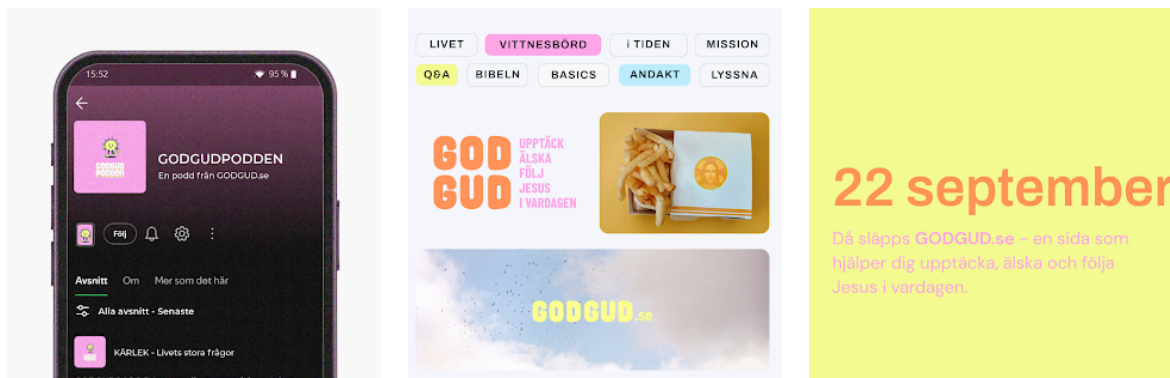 15:52
95 %
GODGUD
PODDEN
GODGUDPODDEN
En podd från GODGUD.se
Följ
Avsnitt
Om
Mer som det här
Alla avsnitt - Senaste
KÄRLEK - Livets stora frågor
LIVET
VITTNESBÖRD
i TIDEN
MISSION
Q&A
BIBELN
BASICS
ANDAKT
LYSSNA
GOD
GUD
UPPTÄCK
ÄLSKA
FÖLJ
JESUS
I VARDAGEN
GODGUD.se
22 september
Då släpps GODGUD.se - en sida som
hjälper dig upptäcka, älska och följa
Jesus i vardagen.